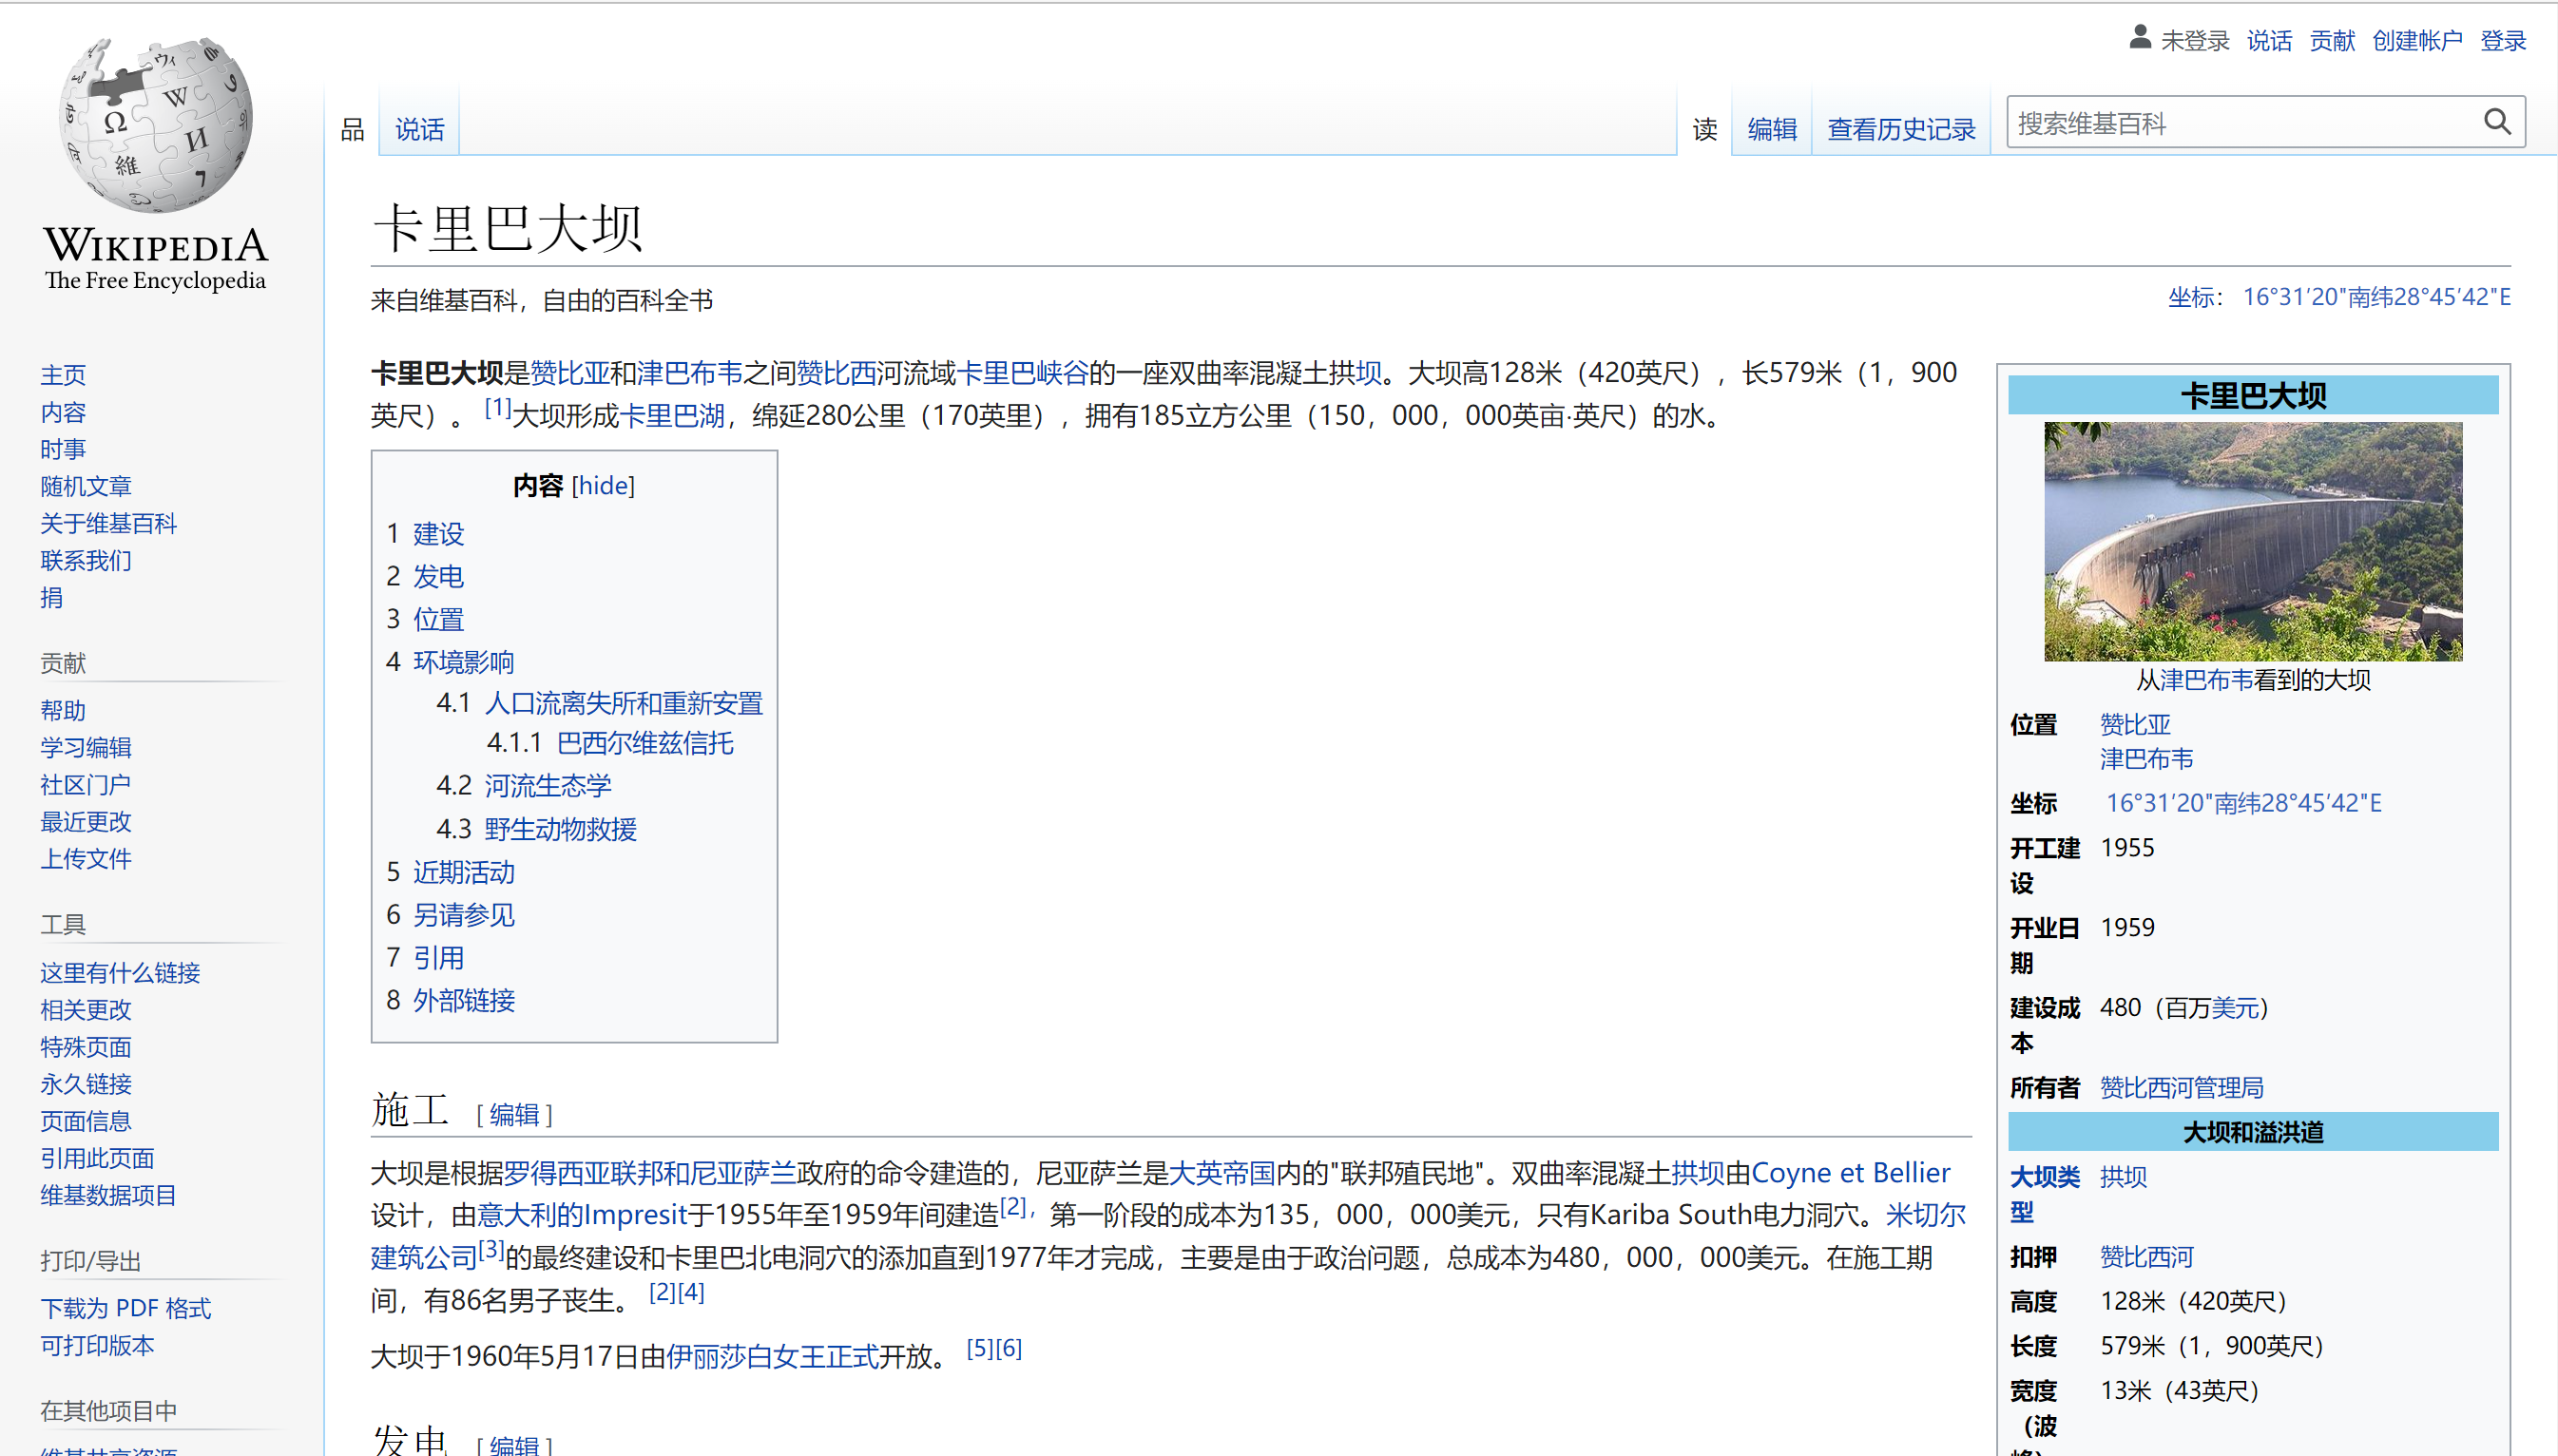 未登录 说话 贡献 创建帐户 登录
品 说话 读 编辑 查看历史记录 搜索维基百科
WIKIPEDIA
The Free Encyclopedia
主页
内容
时事
随机文章
关于维基百科
联系我们
捐
贡献
帮助
学习编辑
社区门户
最近更改
上传文件
工具
这里有什么链接
相关更改
特殊页面
永久链接
页面信息
引用此页面
维基数据项目
打印/导出
下载为 PDF 格式
可打印版本
在其他项目中
维基共享资源
卡里巴大坝
来自维基百科，自由的百科全书
坐标： 16°31′20″南纬28°45′42″E
卡里巴大坝是赞比亚和津巴布韦之间赞比西河流域卡里巴峡谷的一座双曲率混凝土拱坝。大坝高128米（420英尺），长579米（1，900
英尺）。 [1]大坝形成卡里巴湖，绵延280公里（170英里），拥有185立方公里（150，000，000英亩·英尺）的水。
内容 [hide]
1 建设
2 发电
3 位置
4 环境影响
4.1 人口流离失所和重新安置
4.1.1 巴西尔维兹信托
4.2 河流生态学
4.3 野生动物救援
5 近期活动
6 另请参见
7 引用
8 外部链接
施工 [ 编辑 ]
大坝是根据罗得西亚联邦和尼亚萨兰政府的命令建造的，尼亚萨兰是大英帝国内的"联邦殖民地"。双曲率混凝土拱坝由Coyne et Bellier
设计，由意大利的Impresit于1955年至1959年间建造[2]，第一阶段的成本为135，000，000美元，只有Kariba South电力洞穴。米切尔
建筑公司[3]的最终建设和卡里巴北电洞穴的添加直到1977年才完成，主要是由于政治问题，总成本为480，000，000美元。在施工期
间，有86名男子丧生。 [2][4]
大坝于1960年5月17日由伊丽莎白女王正式开放。 [5][6]
发电 [ 编辑 ]
卡里巴大坝
从津巴布韦看到的大坝
位置 赞比亚
津巴布韦
坐标 16°31′20″南纬28°45′42″E
开工建 1955
设
开业日 1959
期
建设成 480（百万美元）
本
所有者 赞比西河管理局
大坝和溢洪道
大坝类 拱坝
型
扣押 赞比西河
高度 128米（420英尺）
长度 579米（1，900英尺）
宽度 13米（43英尺）
（波